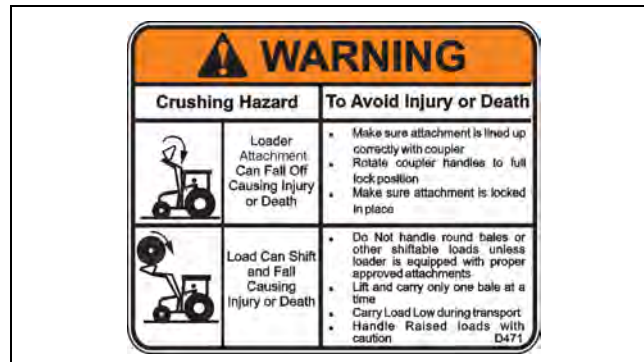 WARNING
Crushing Hazard
To Avoid Injury or Death
Loader
Attachment
Can Fall Off
Causing Injury
or Death
• Make sure attachment is lined up
correctly with coupler
• Rotate coupler handles to full
lock position
• Make sure attachment is locked
in place
Load Can Shift
and Fall
Causing
Injury or Death
• Do Not handle round bales or
other shiftable loads unless
loader is equipped with proper
approved attachments
• Lift and carry only one bale at a
time
• Carry Load Low during transport
• Handle Raised loads with
caution D471